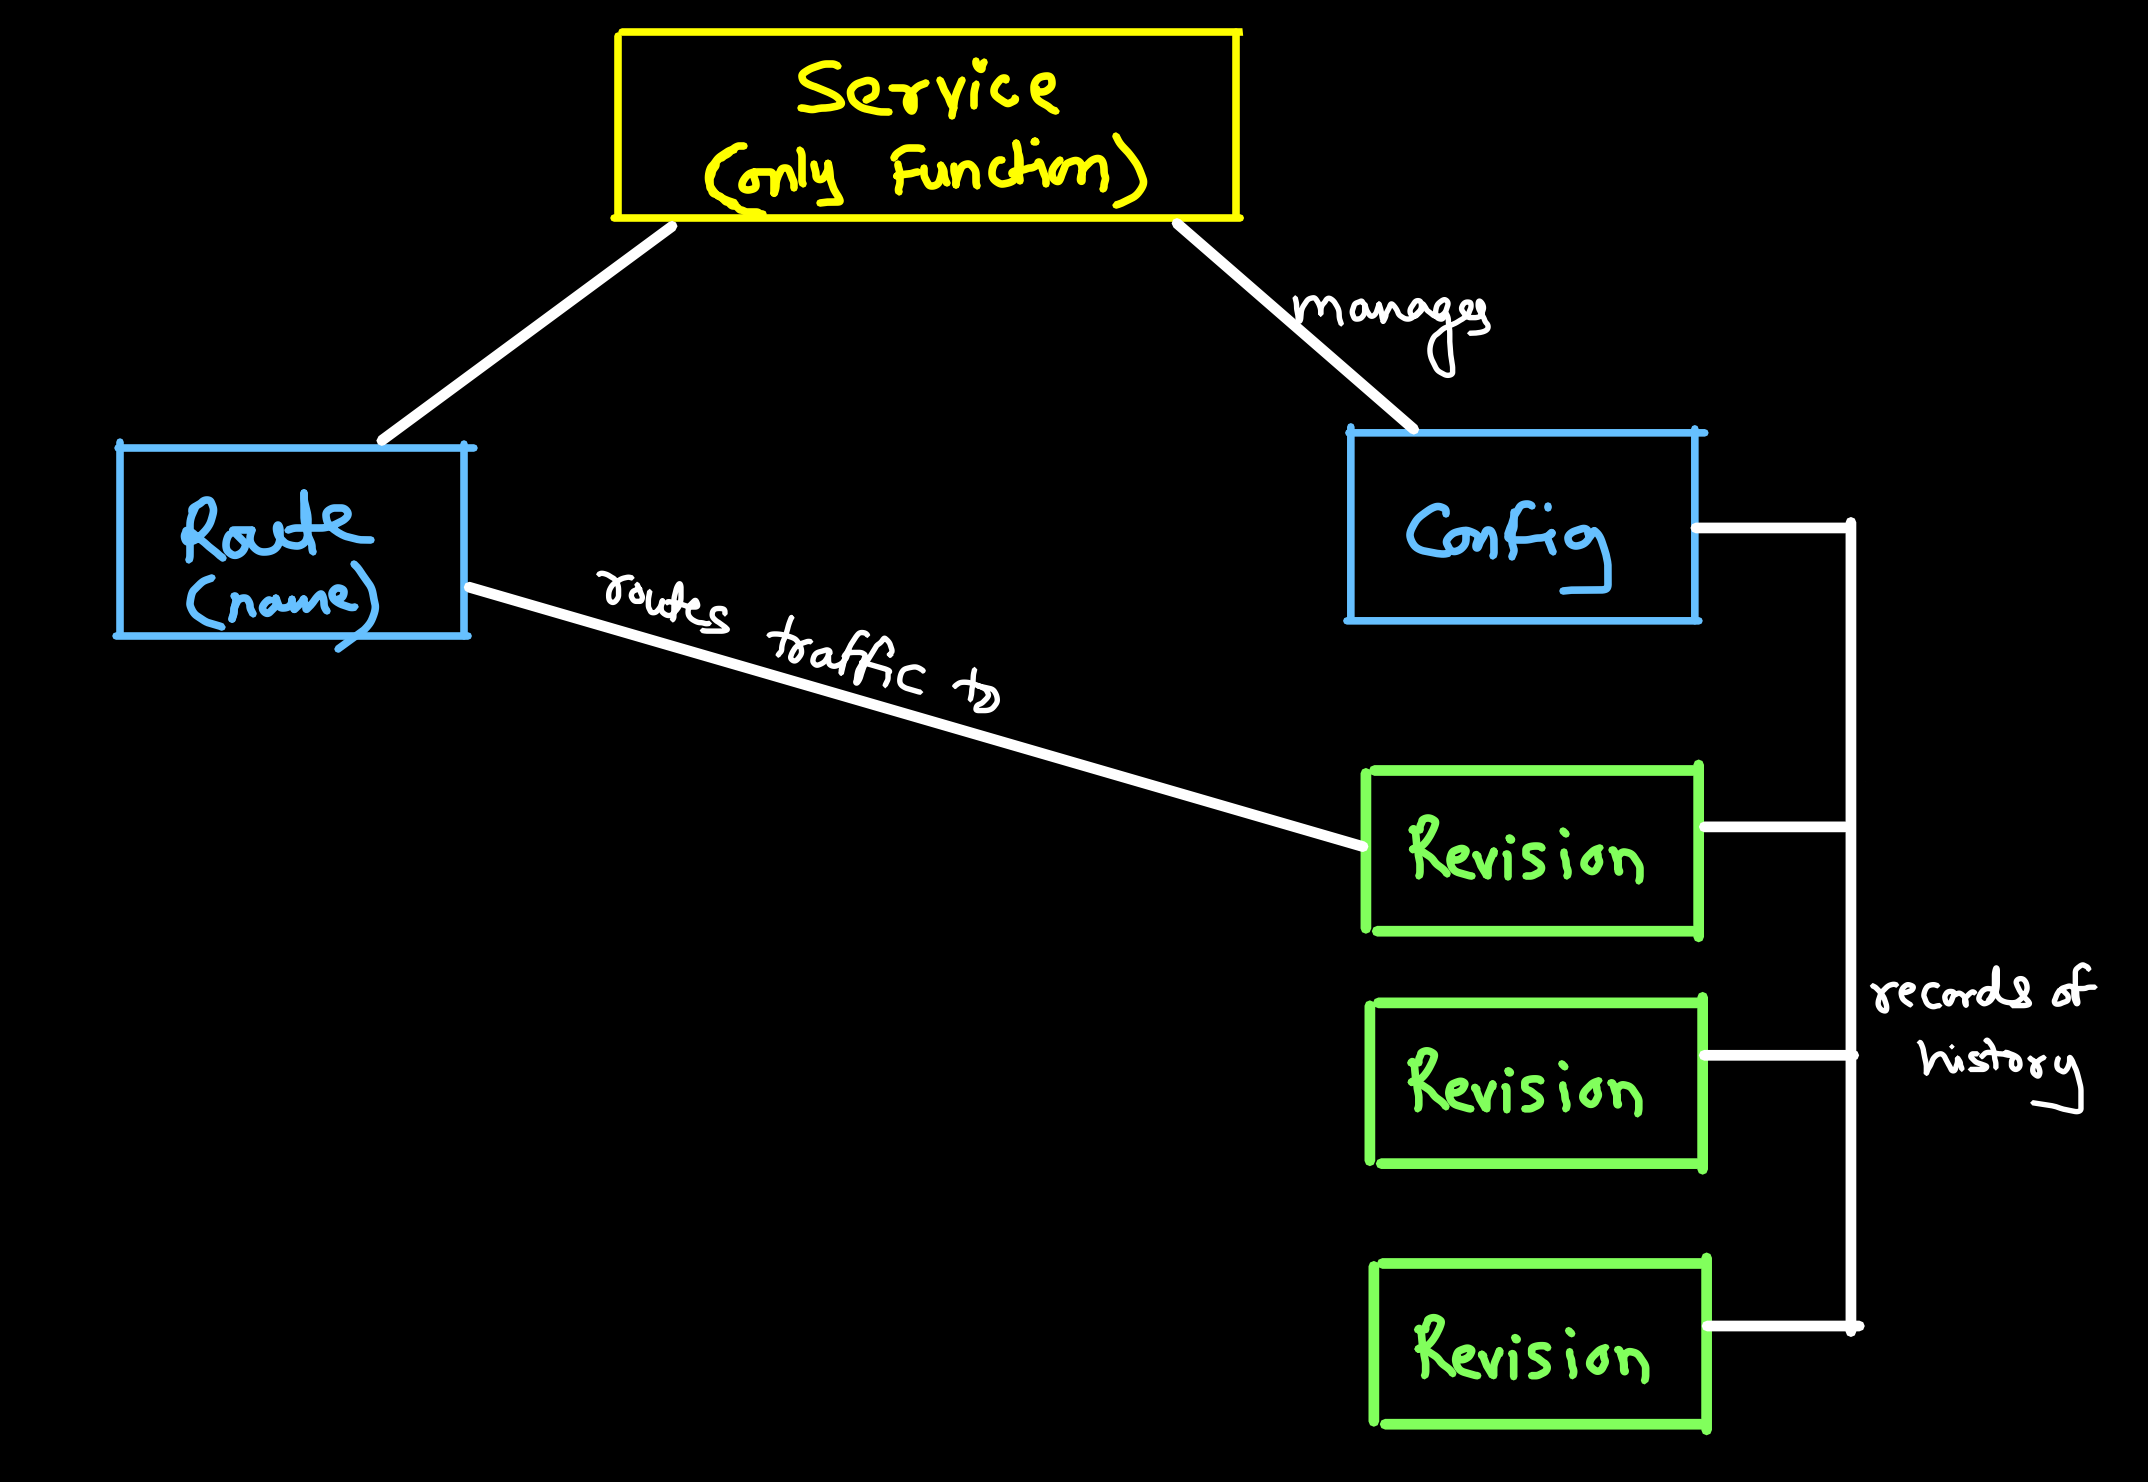 Service
(only Function)
manages
Route
(name)
Config
routes traffic to
Revision
records of
history
Revision
Revision